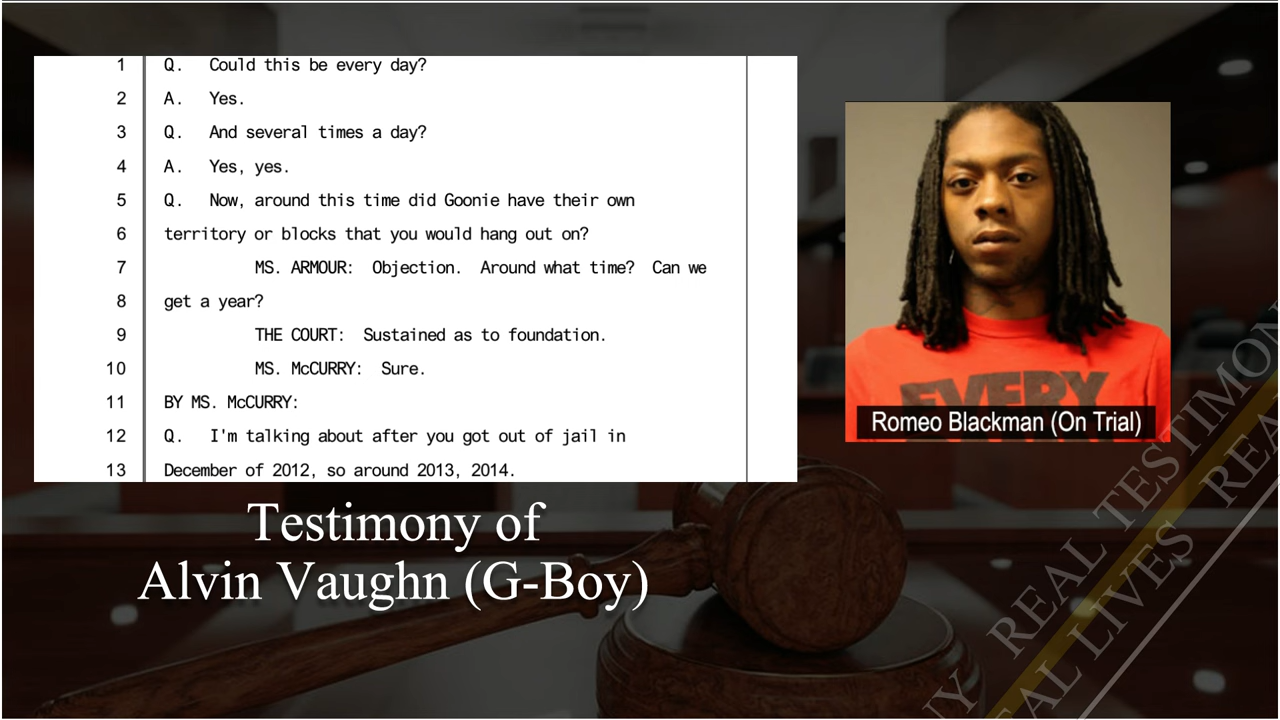 1 Q. Could this be every day?
2 A. Yes.
3 Q. And several times a day?
4 A. Yes, yes.
5 Q. Now, around this time did Goonie have their own
6 territory or blocks that you would hang out on?
7 MS. ARMOUR: Objection. Around what time? Can we
8 get a year?
9 THE COURT: Sustained as to foundation.
10 MS. McCURRY: Sure.
11 BY MS. McCURRY:
12 Q. I'm talking about after you got out of jail in
13 December of 2012, so around 2013, 2014.
EVERY
Romeo Blackman (On Trial)
Testimony of
Alvin Vaughn (G-Boy)
REAL TESTIMON
REAL LIVES REA